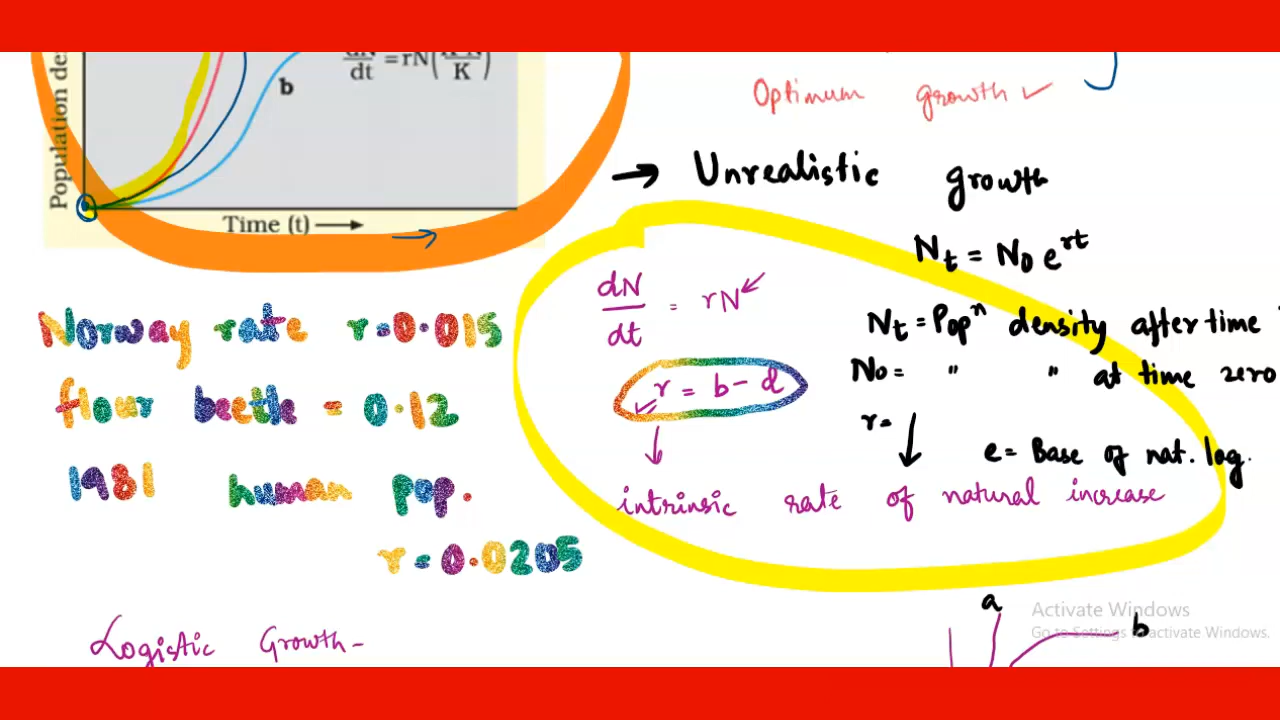 Population de
dN/dt = rN(K-N/K)
b
Time (t)
Optimum growth
→ Unrealistic growth
Nt = N0 e^rt
dN/dt = rN
r = b - d
Nt = Pop^n density after time
N0 = " " at time zero
r =
e = Base of nat. log.
intrinsic rate of natural increase
Norway rate r=0.015
flour beetle = 0.12
1981 human pop.
r = 0.0205
Logistic Growth-
a
b
Activate Windows
Go to Settings to activate Windows.